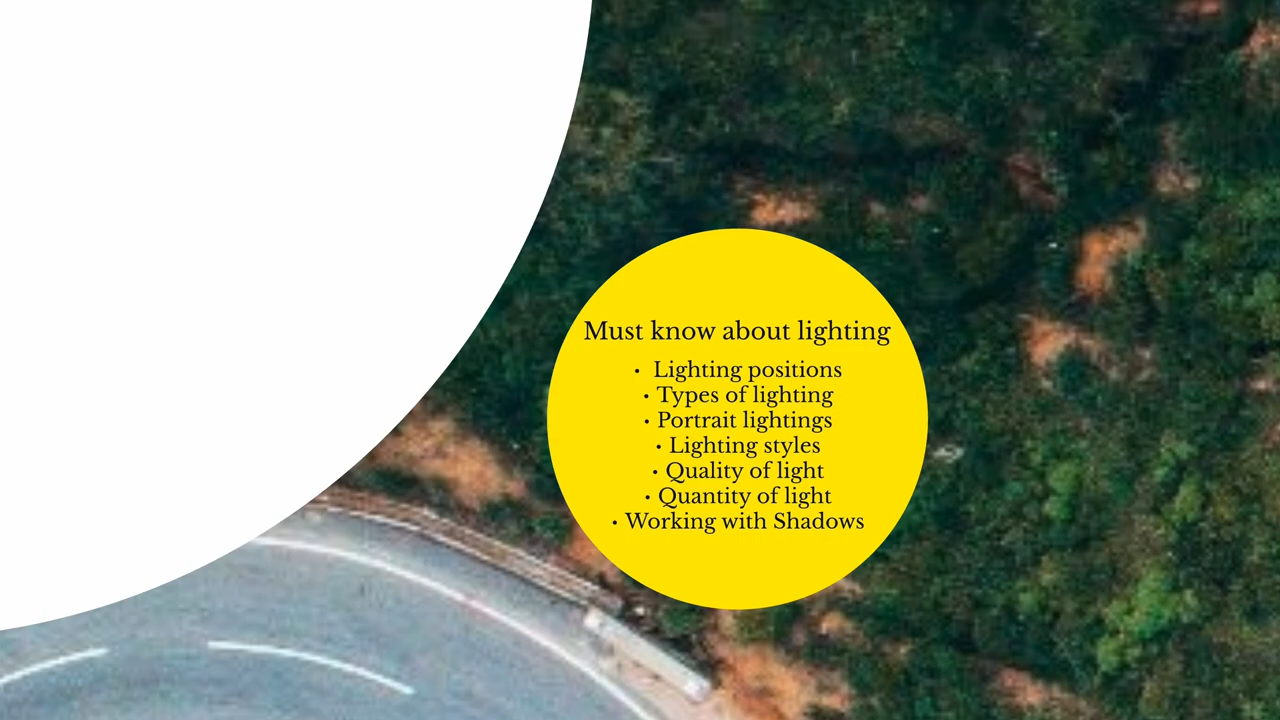 Must know about lighting
• Lighting positions
• Types of lighting
• Portrait lightings
• Lighting styles
• Quality of light
• Quantity of light
• Working with Shadows